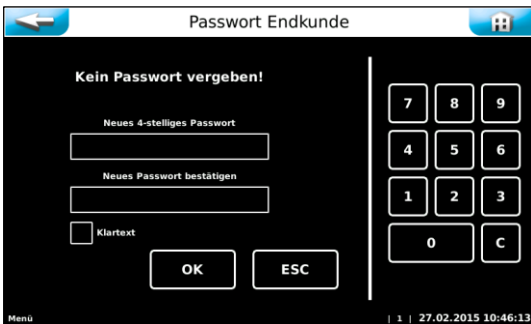 Passwort Endkunde
Kein Passwort vergeben!
Neues 4-stelliges Passwort
Neues Passwort bestätigen
Klartext
OK ESC
7 8 9
4 5 6
1 2 3
0 C
Menü | 1 | 27.02.2015 10:46:13